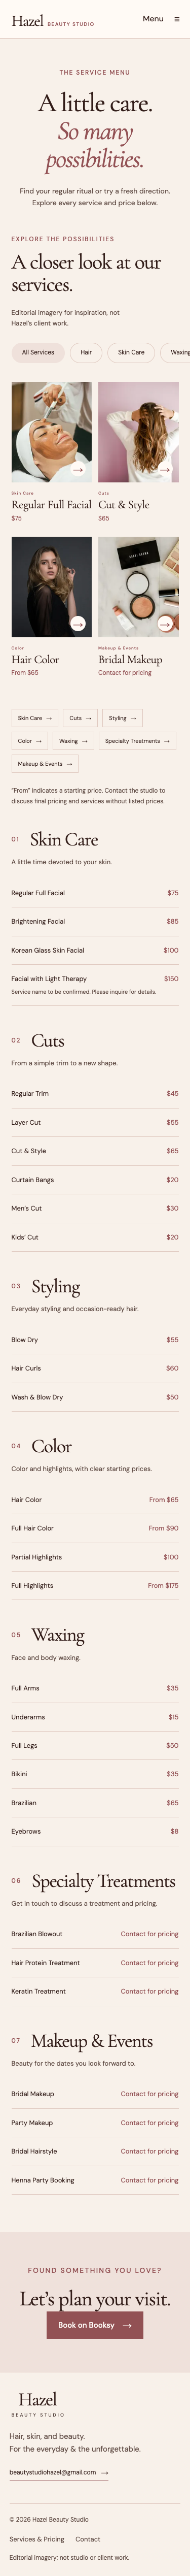 Hazel BEAUTY STUDIO
Menu ≡
THE SERVICE MENU
A little care.
So many
possibilities.
Find your regular ritual or try a fresh direction.
Explore every service and price below.
EXPLORE THE POSSIBILITIES
A closer look at our
services.
Editorial imagery for inspiration, not
Hazel's client work.
All Services Hair Skin Care Waxing
Skin Care
Regular Full Facial
$75
Cuts
Cut & Style
$65
Color
Hair Color
From $65
Makeup & Events
Bridal Makeup
Contact for pricing
Skin Care → Cuts → Styling →
Color → Waxing → Specialty Treatments →
Makeup & Events →
“From” indicates a starting price. Contact the studio to
discuss final pricing and services without listed prices.
01 Skin Care
A little time devoted to your skin.
Regular Full Facial $75
Brightening Facial $85
Korean Glass Skin Facial $100
Facial with Light Therapy $150
Service name to be confirmed. Please inquire for details.
02 Cuts
From a simple trim to a new shape.
Regular Trim $45
Layer Cut $55
Cut & Style $65
Curtain Bangs $20
Men's Cut $30
Kids' Cut $20
03 Styling
Everyday styling and occasion-ready hair.
Blow Dry $55
Hair Curls $60
Wash & Blow Dry $50
04 Color
Color and highlights, with clear starting prices.
Hair Color From $65
Full Hair Color From $90
Partial Highlights $100
Full Highlights From $175
05 Waxing
Face and body waxing.
Full Arms $35
Underarms $15
Full Legs $50
Bikini $35
Brazilian $65
Eyebrows $8
06 Specialty Treatments
Get in touch to discuss a treatment and pricing.
Brazilian Blowout Contact for pricing
Hair Protein Treatment Contact for pricing
Keratin Treatment Contact for pricing
07 Makeup & Events
Beauty for the dates you look forward to.
Bridal Makeup Contact for pricing
Party Makeup Contact for pricing
Bridal Hairstyle Contact for pricing
Henna Party Booking Contact for pricing
FOUND SOMETHING YOU LOVE?
Let's plan your visit.
Book on Booksy →
Hazel
BEAUTY STUDIO
Hair, skin, and beauty.
For the everyday & the unforgettable.
beautystudiohazel@gmail.com →
© 2026 Hazel Beauty Studio
Services & Pricing Contact
Editorial imagery; not studio or client work.